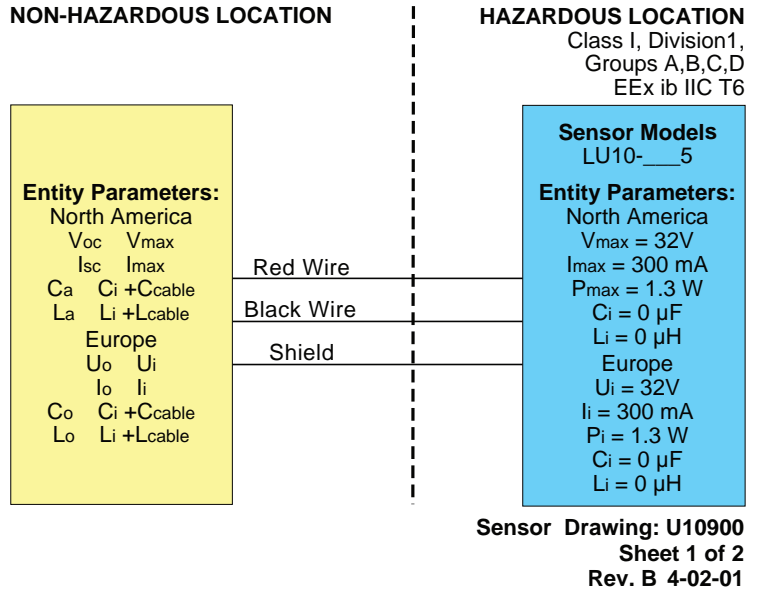 NON-HAZARDOUS LOCATION
HAZARDOUS LOCATION
Class I, Division1,
Groups A,B,C,D
EEx ib IIC T6
Entity Parameters:
North America
Voc Vmax
Isc Imax
Ca Ci +Ccable
La Li +Lcable
Europe
Uo Ui
Io Ii
Co Ci +Ccable
Lo Li +Lcable
Red Wire
Black Wire
Shield
Sensor Models
LU10-___5
Entity Parameters:
North America
Vmax = 32V
Imax = 300 mA
Pmax = 1.3 W
Ci = 0 µF
Li = 0 µH
Europe
Ui = 32V
Ii = 300 mA
Pi = 1.3 W
Ci = 0 µF
Li = 0 µH
Sensor Drawing: U10900
Sheet 1 of 2
Rev. B 4-02-01